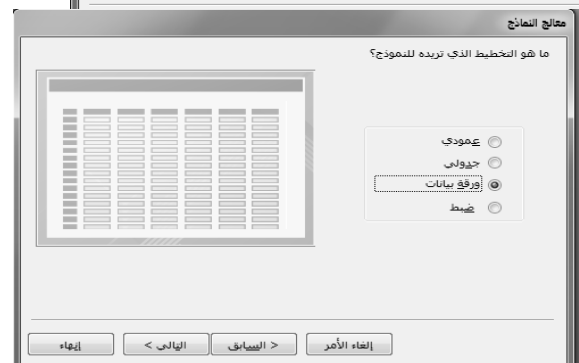 معالج النماذج
ما هو التخطيط الذي تريده للنموذج؟
عمودي
جدولي
ورقة بيانات
ضبط
إلغاء الأمر
< السابق
التالي >
إنهاء